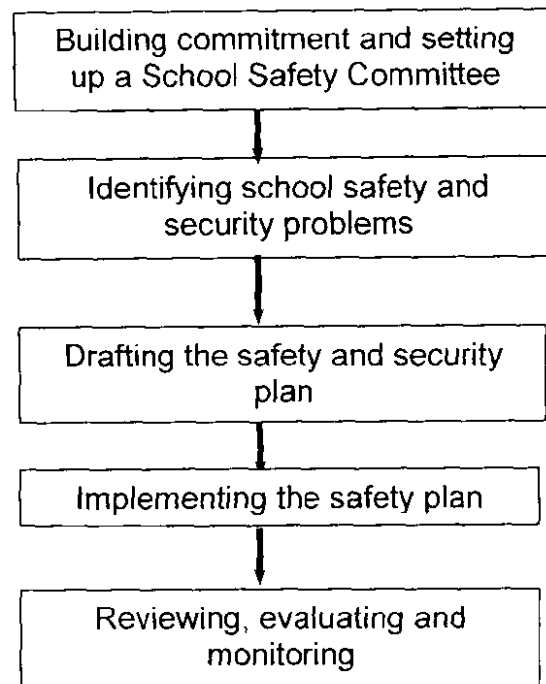 Building commitment and setting
up a School Safety Committee
Identifying school safety and
security problems
Drafting the safety and security
plan
Implementing the safety plan
Reviewing, evaluating and
monitoring